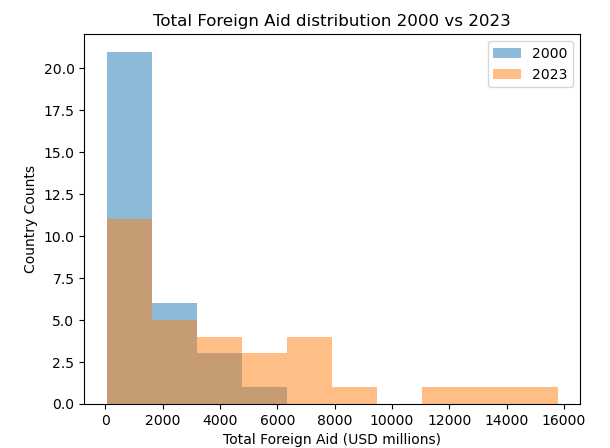 Total Foreign Aid distribution 2000 vs 2023
2000
2023
Country Counts
20.0
17.5
15.0
12.5
10.0
7.5
5.0
2.5
0.0
0 2000 4000 6000 8000 10000 12000 14000 16000
Total Foreign Aid (USD millions)